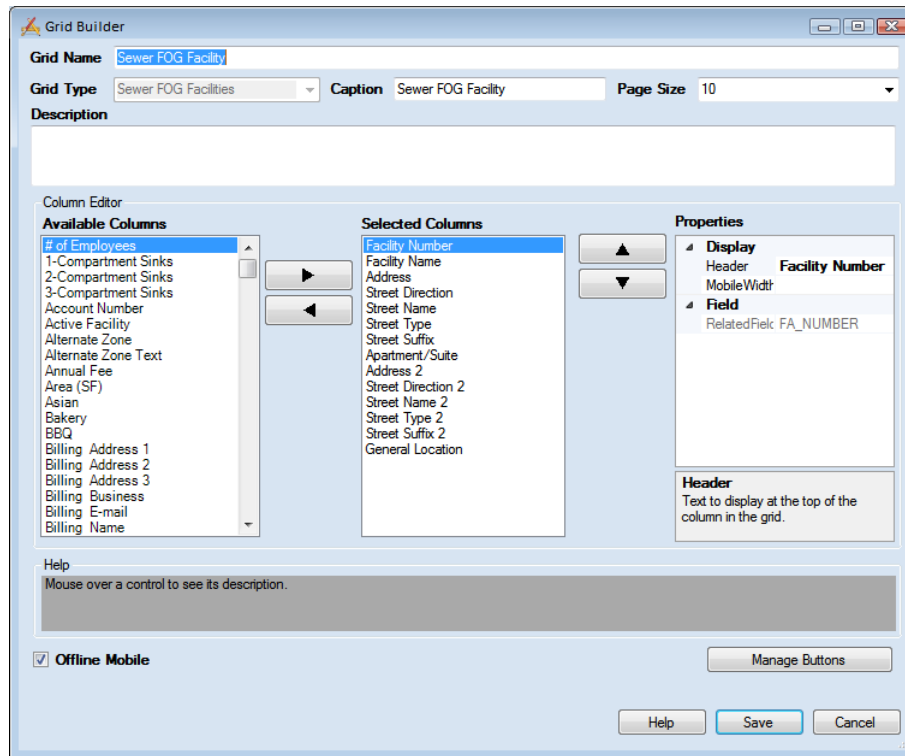 Grid Builder
Grid Name Sewer FOG Facility
Grid Type Sewer FOG Facilities Caption Sewer FOG Facility Page Size 10
Description
Column Editor
Available Columns
# of Employees
1-Compartment Sinks
2-Compartment Sinks
3-Compartment Sinks
Account Number
Active Facility
Alternate Zone
Alternate Zone Text
Annual Fee
Area (SF)
Asian
Bakery
BBQ
Billing Address 1
Billing Address 2
Billing Address 3
Billing Business
Billing E-mail
Billing Name
Selected Columns
Facility Number
Facility Name
Address
Street Direction
Street Name
Street Type
Street Suffix
Apartment/Suite
Address 2
Street Direction 2
Street Name 2
Street Type 2
Street Suffix 2
General Location
Properties
Display
Header Facility Number
MobileWidth
Field
RelatedField FA_NUMBER
Header
Text to display at the top of the
column in the grid.
Help
Mouse over a control to see its description.
Offline Mobile
Manage Buttons
Help Save Cancel